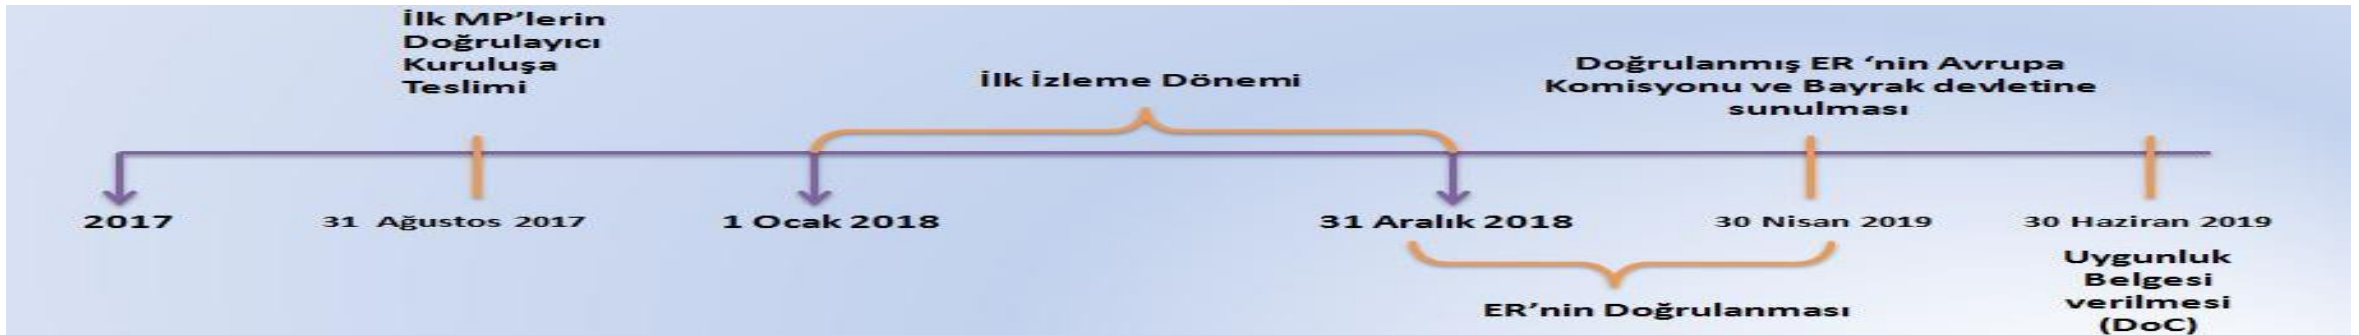 İlk MP’lerin
Doğrulayıcı
Kuruluşa
Teslimi
İlk İzleme Dönemi
Doğrulanmış ER ‘nin Avrupa
Komisyonu ve Bayrak devletine
sunulması
2017
31 Ağustos 2017
1 Ocak 2018
31 Aralık 2018
30 Nisan 2019
30 Haziran 2019
ER’nin Doğrulanması
Uygunluk
Belgesi
verilmesi
(DoC)